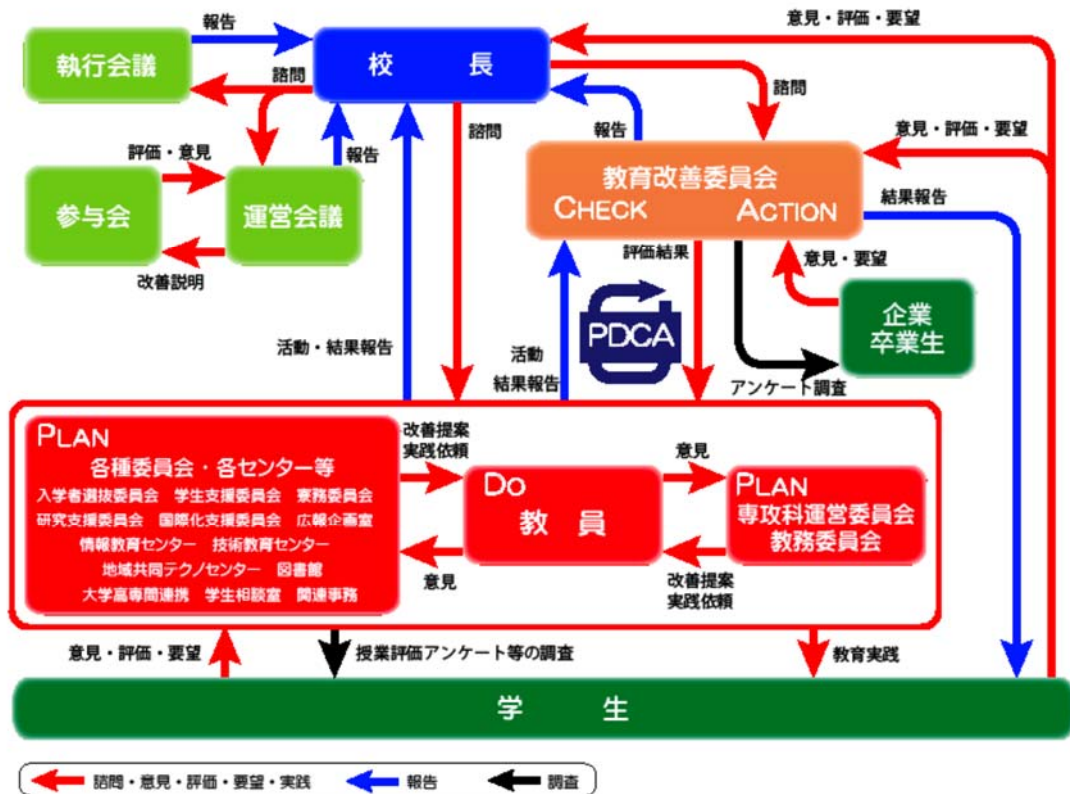 報告
意見・評価・要望
執行会議
校 長
諮問
諮問
諮問
報告
意見・評価・要望
評価・意見
報告
教育改善委員会
CHECK ACTION
結果報告
参与会
運営会議
改善説明
評価結果
意見・要望
企業
卒業生
PDCA
活動・結果報告
活動
結果報告
アンケート調査
PLAN
各種委員会・各センター等
入学者選抜委員会 学生支援委員会 寮務委員会
研究支援委員会 国際化支援委員会 広報企画室
情報教育センター 技術教育センター
地域共同テクノセンター 図書館
大学高専間連携 学生相談室 関連事務
改善提案
実践依頼
意見
DO
教 員
意見
PLAN
専攻科運営委員会
教務委員会
改善提案
実践依頼
意見・評価・要望
授業評価アンケート等の調査
教育実践
学 生
諮問・意見・評価・要望・実践
報告
調査